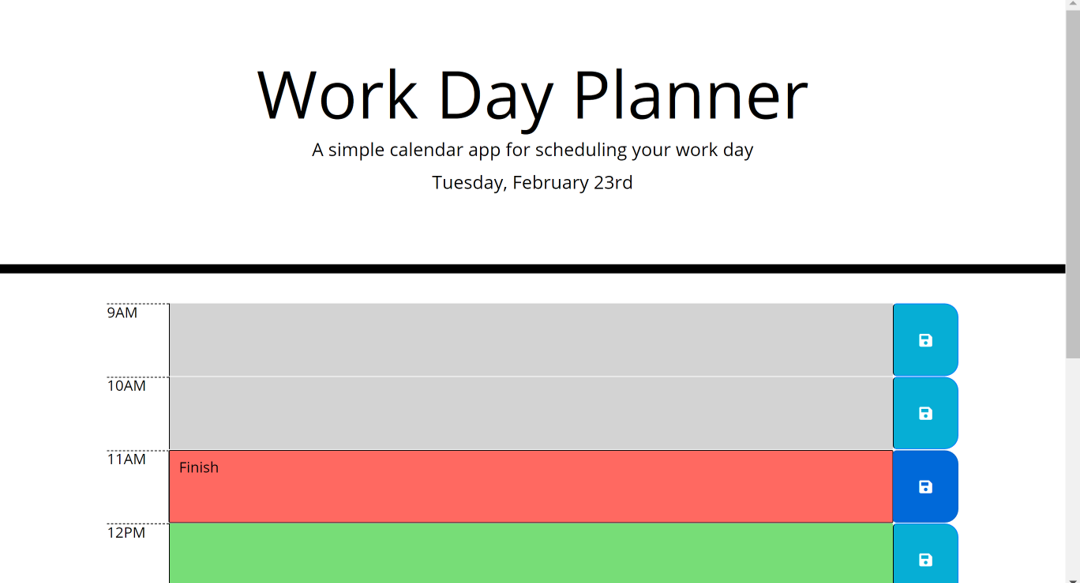 Work Day Planner
A simple calendar app for scheduling your work day
Tuesday, February 23rd
9AM
10AM
11AM
Finish
12PM